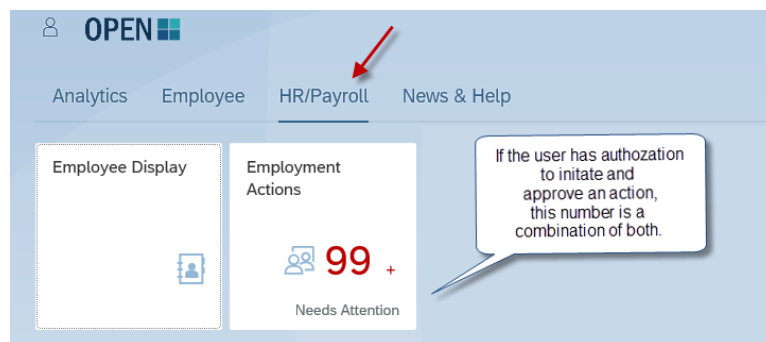 OPEN
Analytics Employee HR/Payroll News & Help
Employee Display
Employment
Actions
99 +
Needs Attention
If the user has authozation
to initate and
approve an action,
this number is a
combination of both.